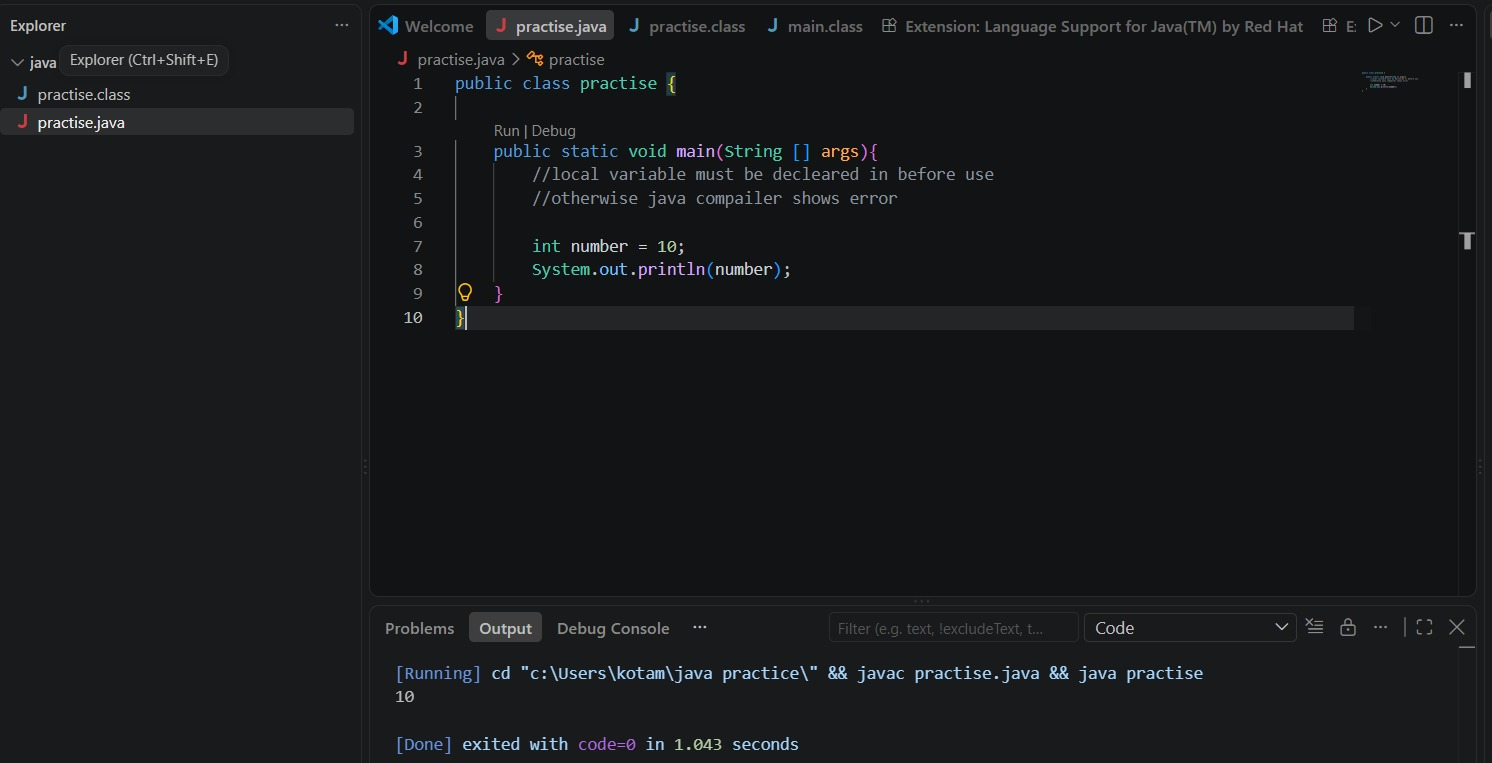 Explorer
...
java
Explorer (Ctrl+Shift+E)
practise.class
practise.java
Welcome
practise.java
practise.class
main.class
Extension: Language Support for Java(TM) by Red Hat
practise.java > practise
1 public class practise {
2
Run | Debug
3 public static void main(String [] args){
4 //local variable must be decleared in before use
5 //otherwise java compailer shows error
6
7 int number = 10;
8 System.out.println(number);
9 }
10 }
Problems Output Debug Console ...
Filter (e.g. text, !excludeText, t...
Code
[Running] cd "c:\Users\kotam\java practice\" && javac practise.java && java practise
10
[Done] exited with code=0 in 1.043 seconds